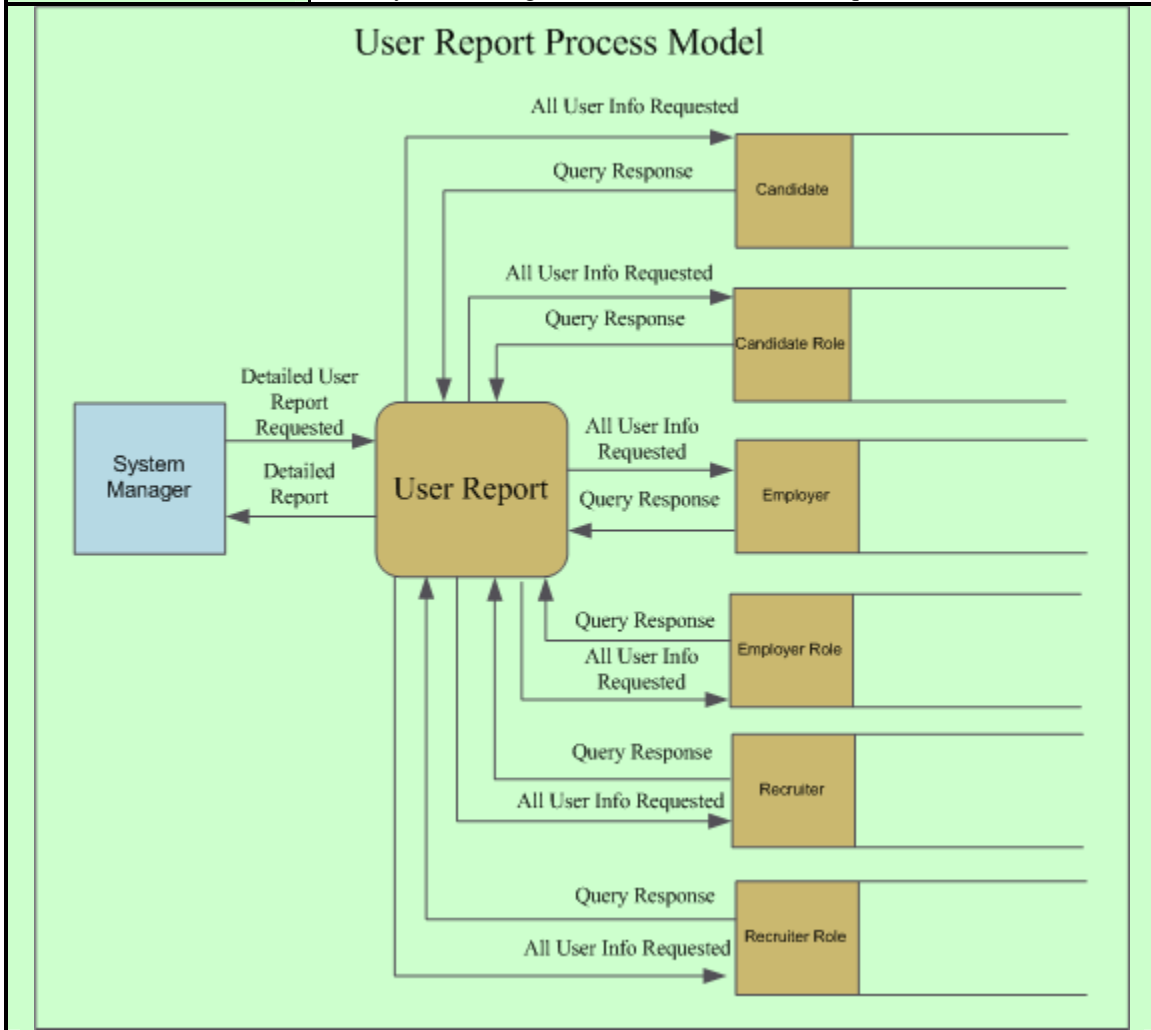 User Report Process Model
All User Info Requested
Query Response
Candidate
All User Info Requested
Query Response
Candidate Role
Detailed User
Report
Requested
System
Manager
Detailed
Report
User Report
All User Info
Requested
Query Response
Employer
Query Response
All User Info
Requested
Employer Role
Query Response
All User Info Requested
Recruiter
Query Response
All User Info Requested
Recruiter Role